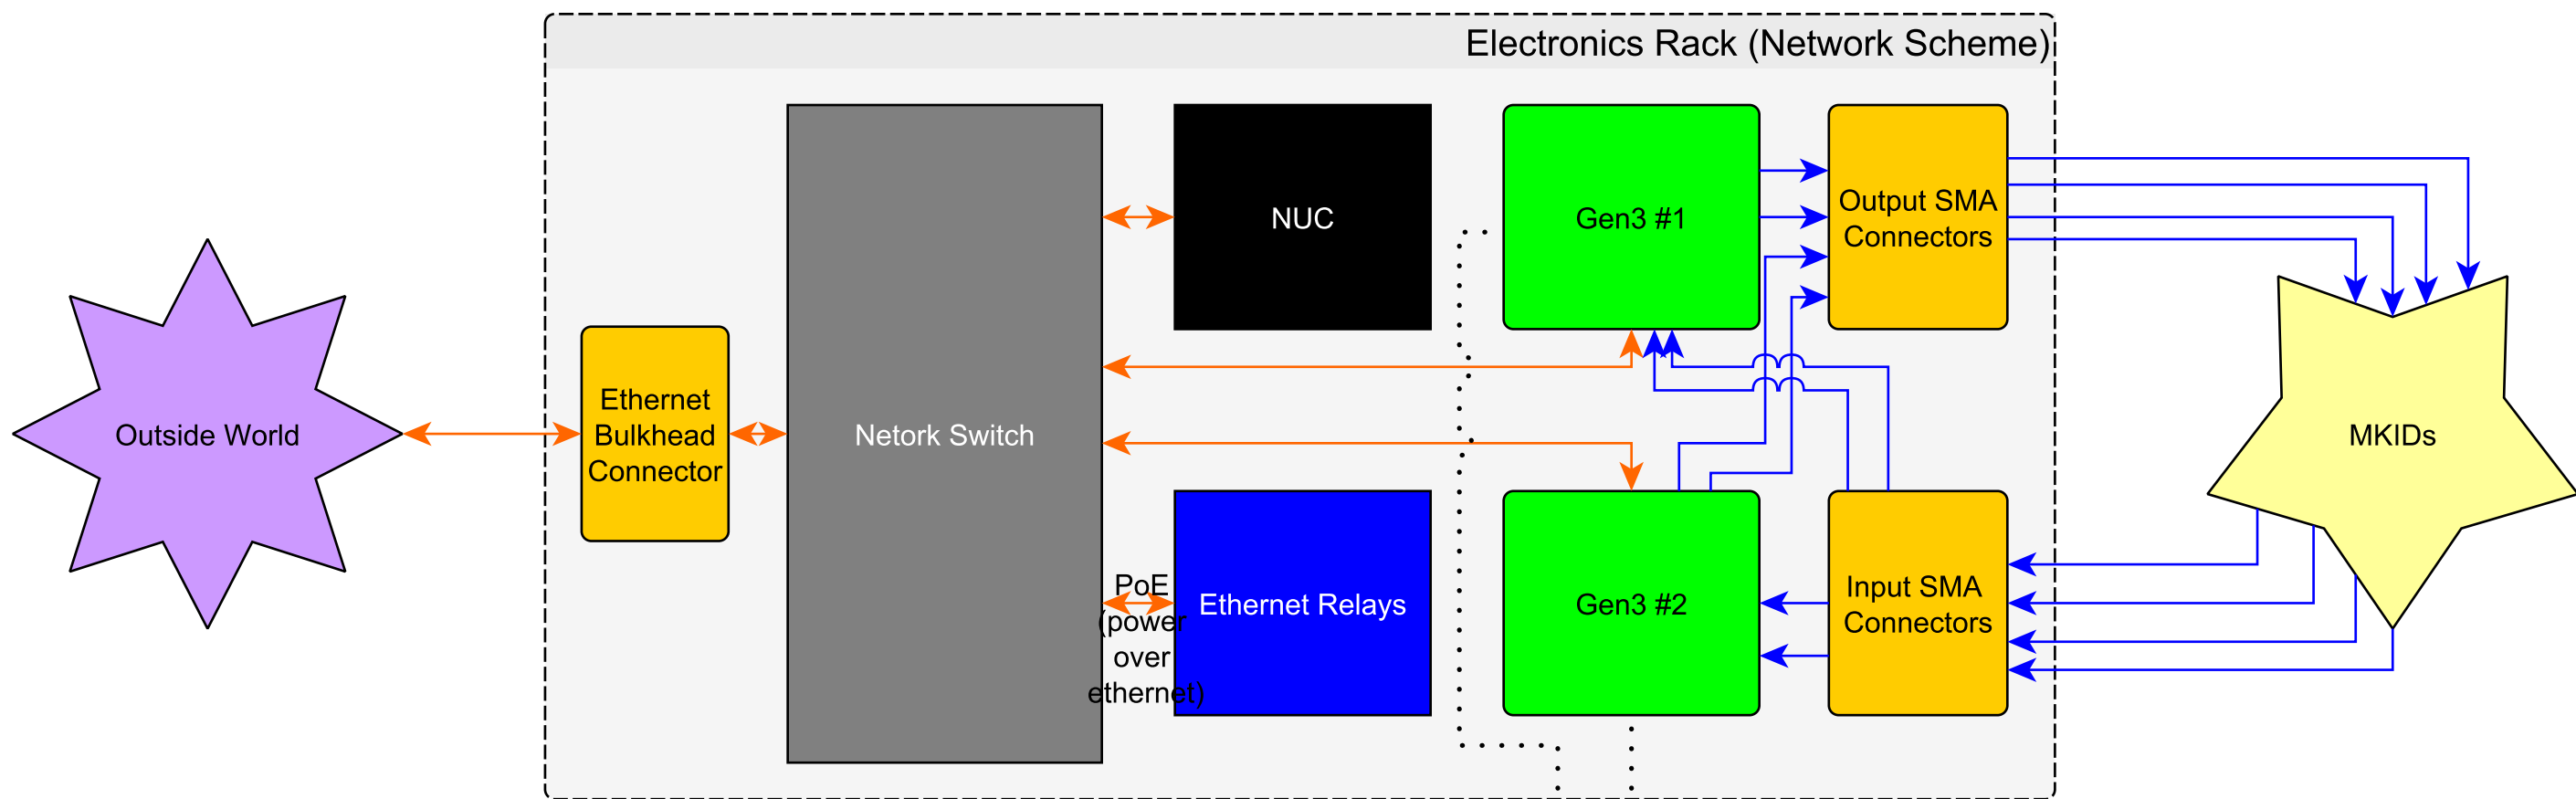 Electronics Rack (Network Scheme)
Outside World
Ethernet
Bulkhead
Connector
Netork Switch
NUC
PoE
(power
over
ethernet)
Ethernet Relays
Gen3 #1
Gen3 #2
Output SMA
Connectors
Input SMA
Connectors
MKIDs